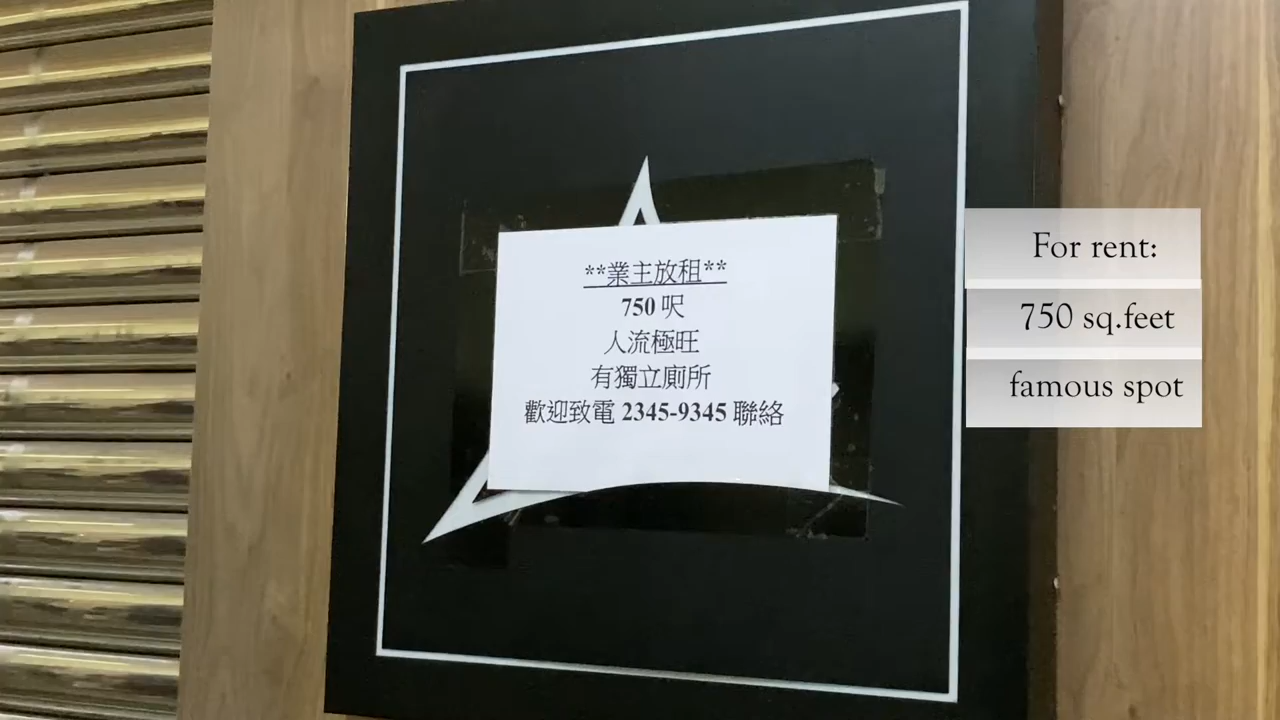 **業主放租**
750 呎
人流極旺
有獨立廁所
歡迎致電 2345-9345 聯絡
For rent:
750 sq.feet
famous spot